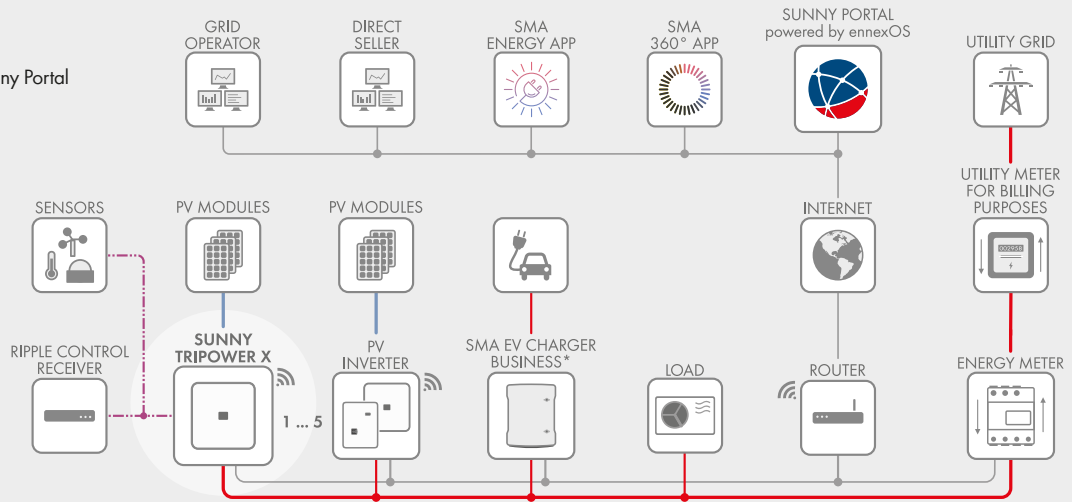 GRID
OPERATOR
DIRECT
SELLER
SMA
ENERGY APP
SMA
360° APP
SUNNY PORTAL
powered by ennexOS
UTILITY GRID
ny Portal
SENSORS
PV MODULES
PV MODULES
INTERNET
UTILITY METER
FOR BILLING
PURPOSES
RIPPLE CONTROL
RECEIVER
SUNNY
TRIPOWER X
1 ... 5
PV
INVERTER
SMA EV CHARGER
BUSINESS*
LOAD
ROUTER
ENERGY METER